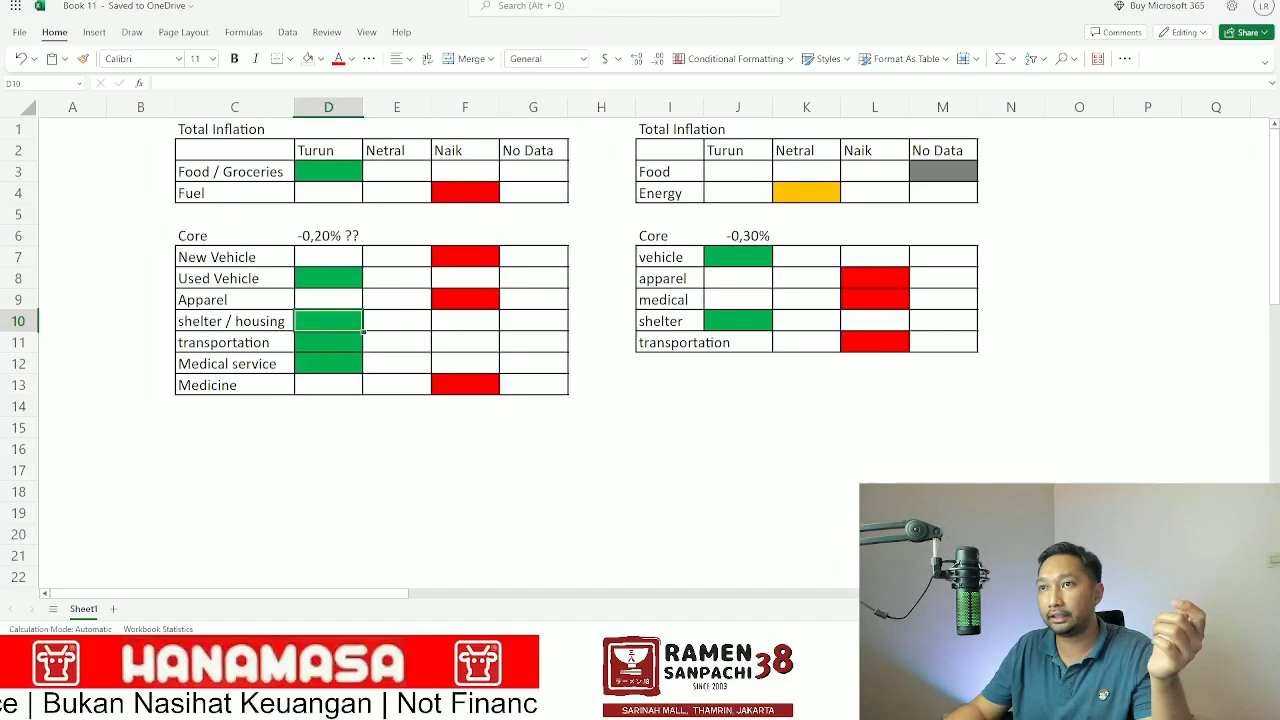 Book 11 - Saved to OneDrive
Search (Alt + Q)
Buy Microsoft 365
LR
File Home Insert Draw Page Layout Formulas Data Review View Help
Comments Editing Share
Calibri 11 B I A Merge General $ Conditional Formatting Styles Format As Table
D10 fx
A B C D E F G H I J K L M N O P Q
1 Total Inflation Total Inflation
2 Turun Netral Naik No Data Turun Netral Naik No Data
3 Food / Groceries Food
4 Fuel Energy
5
6 Core -0,20% ?? Core -0,30%
7 New Vehicle vehicle
8 Used Vehicle apparel
9 Apparel medical
10 shelter / housing shelter
11 transportation transportation
12 Medical service
13 Medicine
14
15
16
17
18
19
20
21
22
Sheet1
Calculation Mode: Automatic Workbook Statistics
HANAMASA
RAMEN
SANPACHI 38
SINCE 2003
SARINAH MALL, THAMRIN, JAKARTA
ce | Bukan Nasihat Keuangan | Not Financ